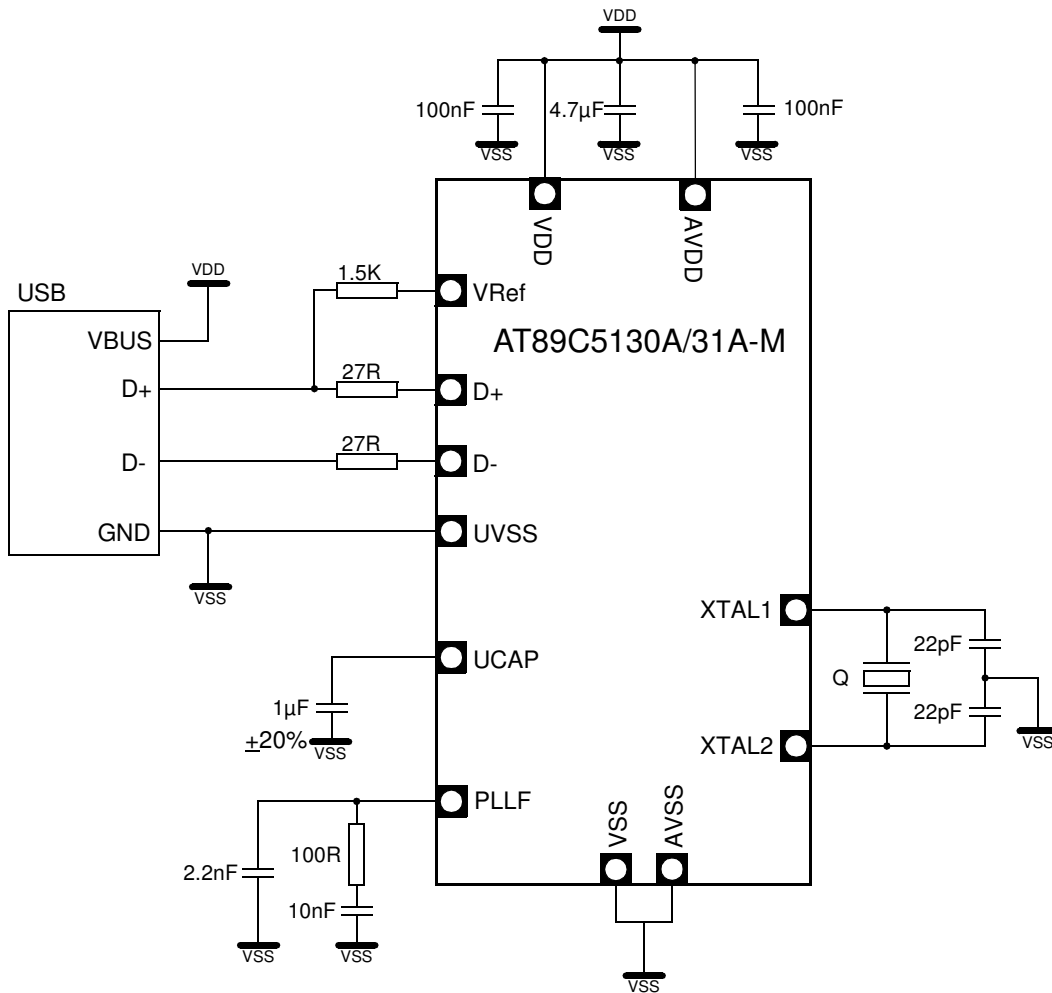 VDD
100nF
4.7µF
100nF
VSS
VSS
VSS
VDD
AVDD
VDD
USB
1.5K
VRef
VBUS
AT89C5130A/31A-M
D+
27R
D+
D-
27R
D-
GND
UVSS
VSS
XTAL1
22pF
UCAP
Q
1µF
22pF
±20%
VSS
XTAL2
VSS
PLLF
VSS
AVSS
100R
2.2nF
10nF
VSS
VSS
VSS